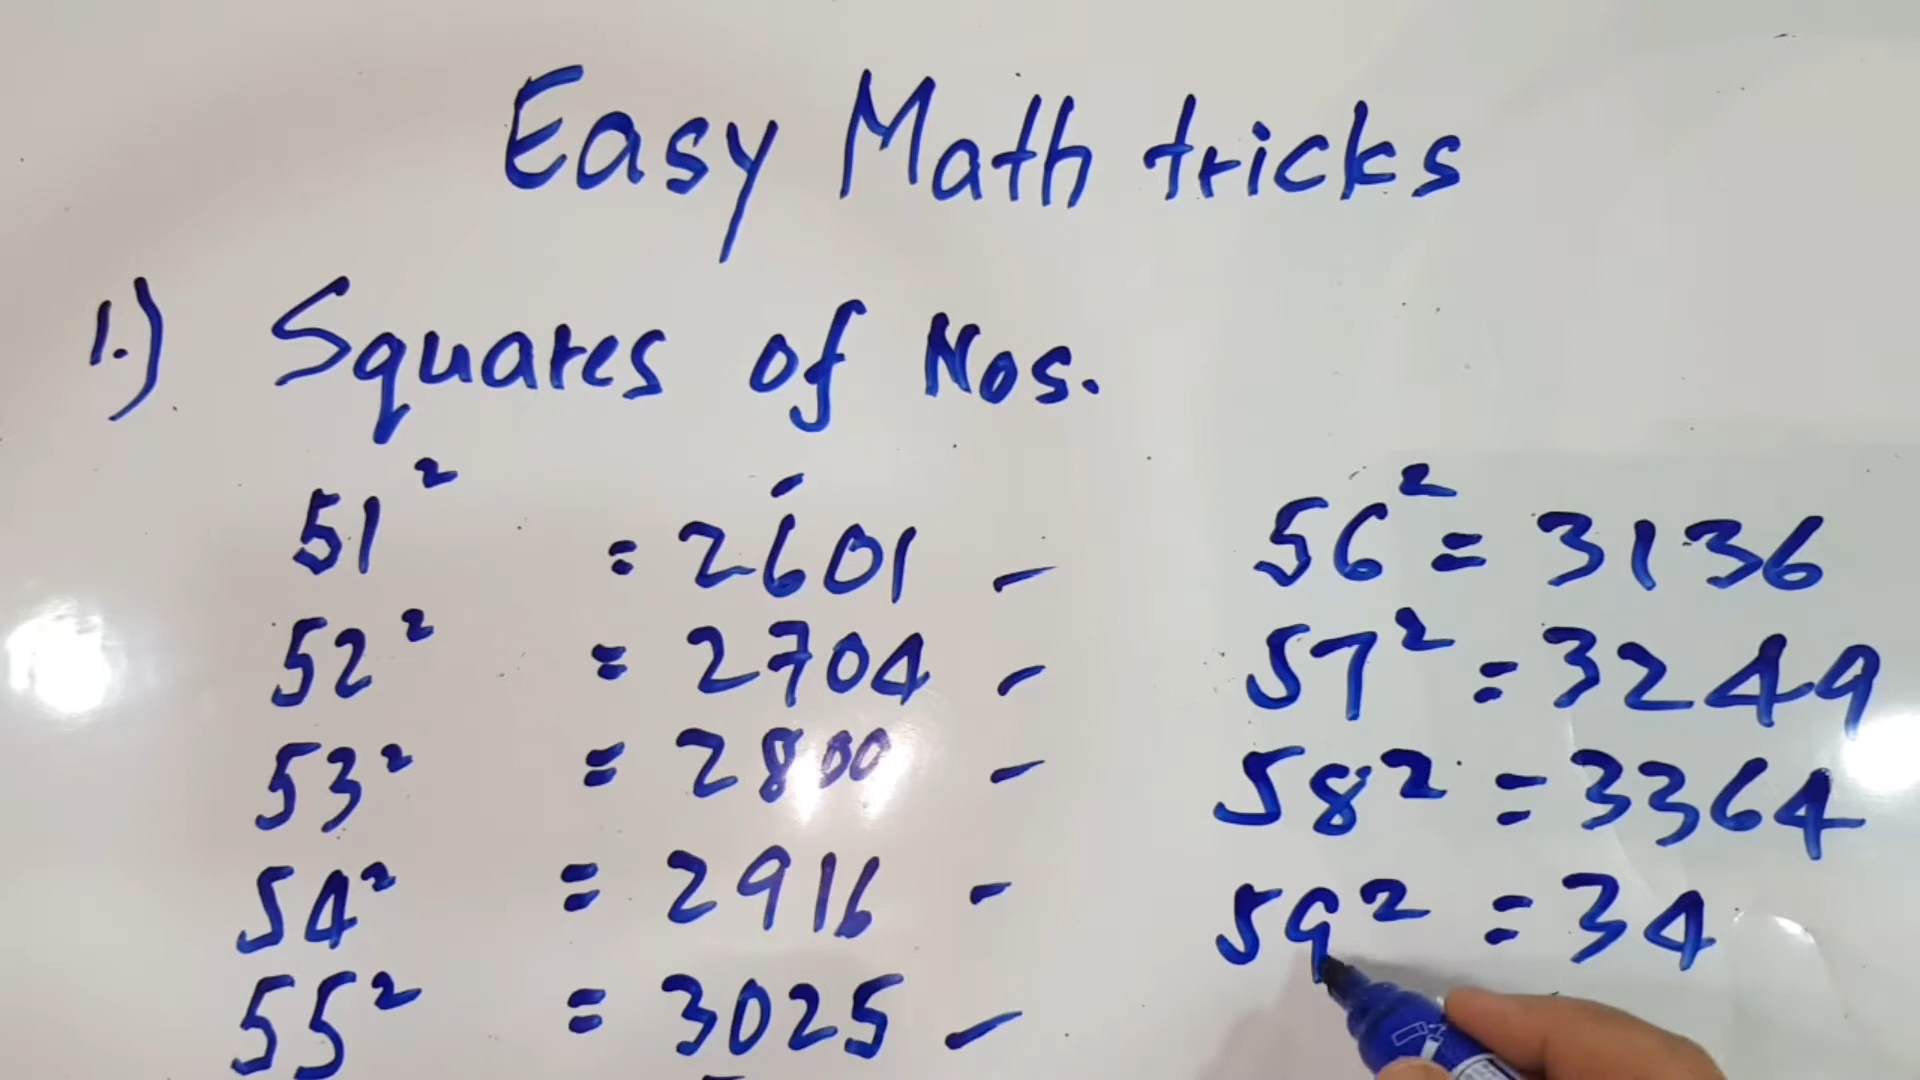 Easy Math tricks
1.) Squares of Nos.
51² = 2601 -
52² = 2704 -
53² = 2800 -
54² = 2916 -
55² = 3025 -
56² = 3136
57² = 3249
58² = 3364
59² = 34